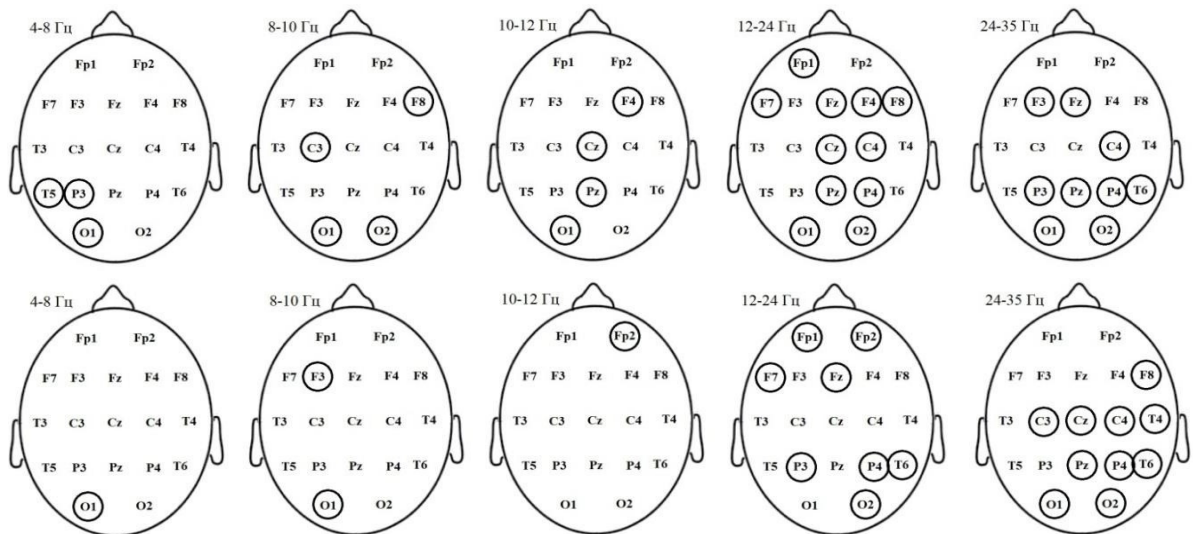 4-8 Гц 8-10 Гц 10-12 Гц 12-24 Гц 24-35 Гц
Fp1 Fp2 Fp1 Fp2 Fp1 Fp2 Fp1 Fp2 Fp1 Fp2
F7 F3 Fz F4 F8 F7 F3 Fz F4 F8 F7 F3 Fz F4 F8 F7 F3 Fz F4 F8 F7 F3 Fz F4 F8
T3 C3 Cz C4 T4 T3 C3 Cz C4 T4 T3 C3 Cz C4 T4 T3 C3 Cz C4 T4 T3 C3 Cz C4 T4
T5 P3 Pz P4 T6 T5 P3 Pz P4 T6 T5 P3 Pz P4 T6 T5 P3 Pz P4 T6 T5 P3 Pz P4 T6
O1 O2 O1 O2 O1 O2 O1 O2 O1 O2
4-8 Гц 8-10 Гц 10-12 Гц 12-24 Гц 24-35 Гц
Fp1 Fp2 Fp1 Fp2 Fp1 Fp2 Fp1 Fp2 Fp1 Fp2
F7 F3 Fz F4 F8 F7 F3 Fz F4 F8 F7 F3 Fz F4 F8 F7 F3 Fz F4 F8 F7 F3 Fz F4 F8
T3 C3 Cz C4 T4 T3 C3 Cz C4 T4 T3 C3 Cz C4 T4 T3 C3 Cz C4 T4 T3 C3 Cz C4 T4
T5 P3 Pz P4 T6 T5 P3 Pz P4 T6 T5 P3 Pz P4 T6 T5 P3 Pz P4 T6 T5 P3 Pz P4 T6
O1 O2 O1 O2 O1 O2 O1 O2 O1 O2